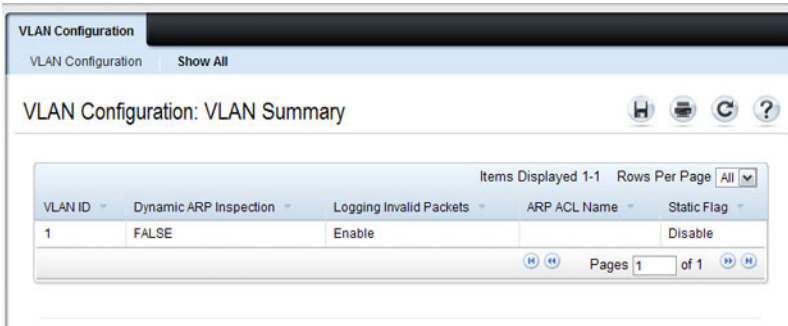 VLAN Configuration
VLAN Configuration Show All
VLAN Configuration: VLAN Summary
Items Displayed 1-1 Rows Per Page All
VLAN ID Dynamic ARP Inspection Logging Invalid Packets ARP ACL Name Static Flag
1 FALSE Enable Disable
Pages 1 of 1